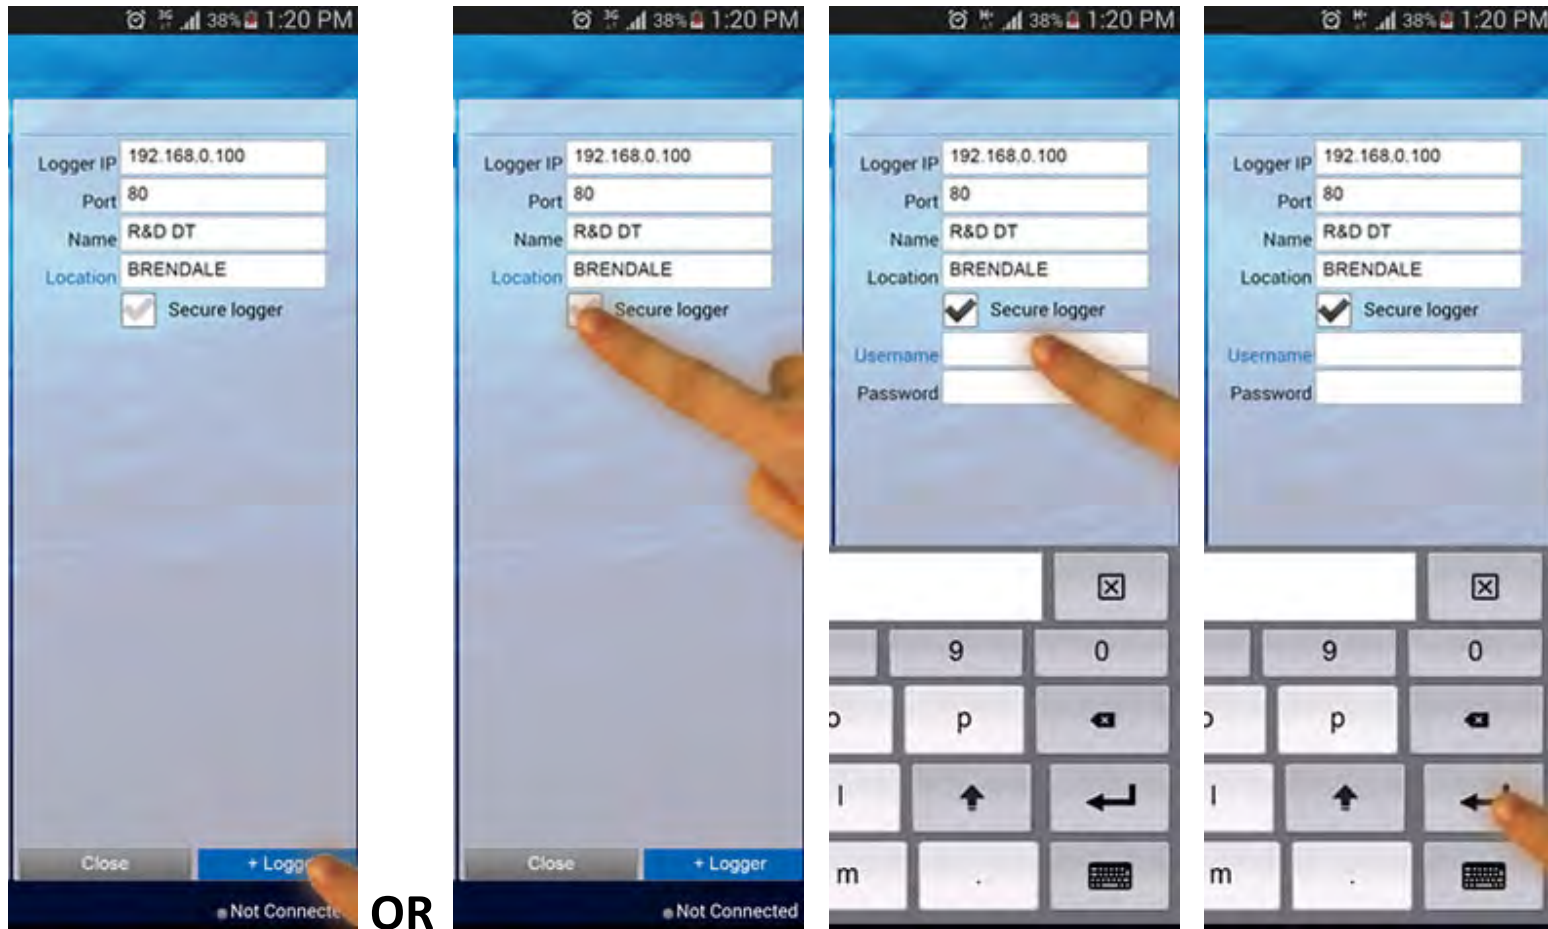 3G 38% 1:20 PM
Logger IP 192.168.0.100
Port 80
Name R&D DT
Location BRENDALE
Secure logger
Close + Logge
Not Connecte
OR
3G 38% 1:20 PM
Logger IP 192.168.0.100
Port 80
Name R&D DT
Location BRENDALE
Secure logger
Close + Logger
Not Connected
H+ 38% 1:20 PM
Logger IP 192.168.0.100
Port 80
Name R&D DT
Location BRENDALE
Secure logger
Username
Password
9 0
p
l
m .
H+ 38% 1:20 PM
Logger IP 192.168.0.100
Port 80
Name R&D DT
Location BRENDALE
Secure logger
Username
Password
9 0
p
l
m .